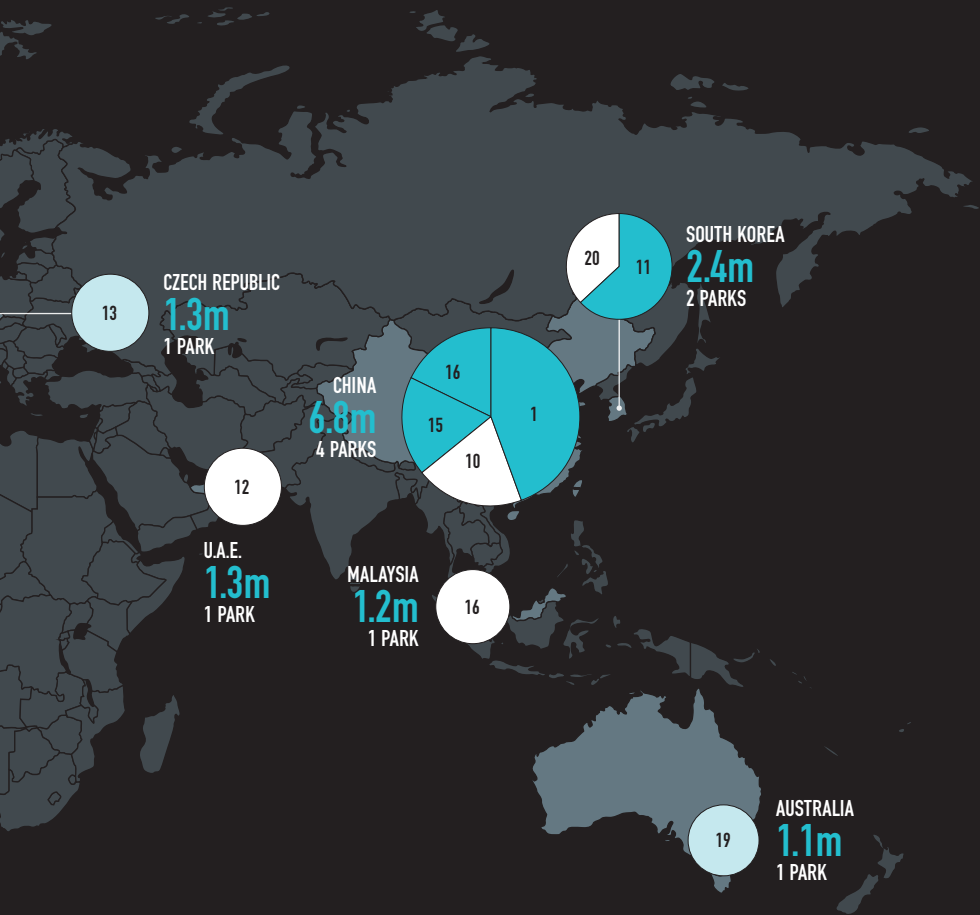 20
11
SOUTH KOREA
2.4m
2 PARKS
13
CZECH REPUBLIC
1.3m
1 PARK
CHINA
6.8m
4 PARKS
16
1
15
10
12
U.A.E.
1.3m
1 PARK
MALAYSIA
1.2m
1 PARK
16
19
AUSTRALIA
1.1m
1 PARK